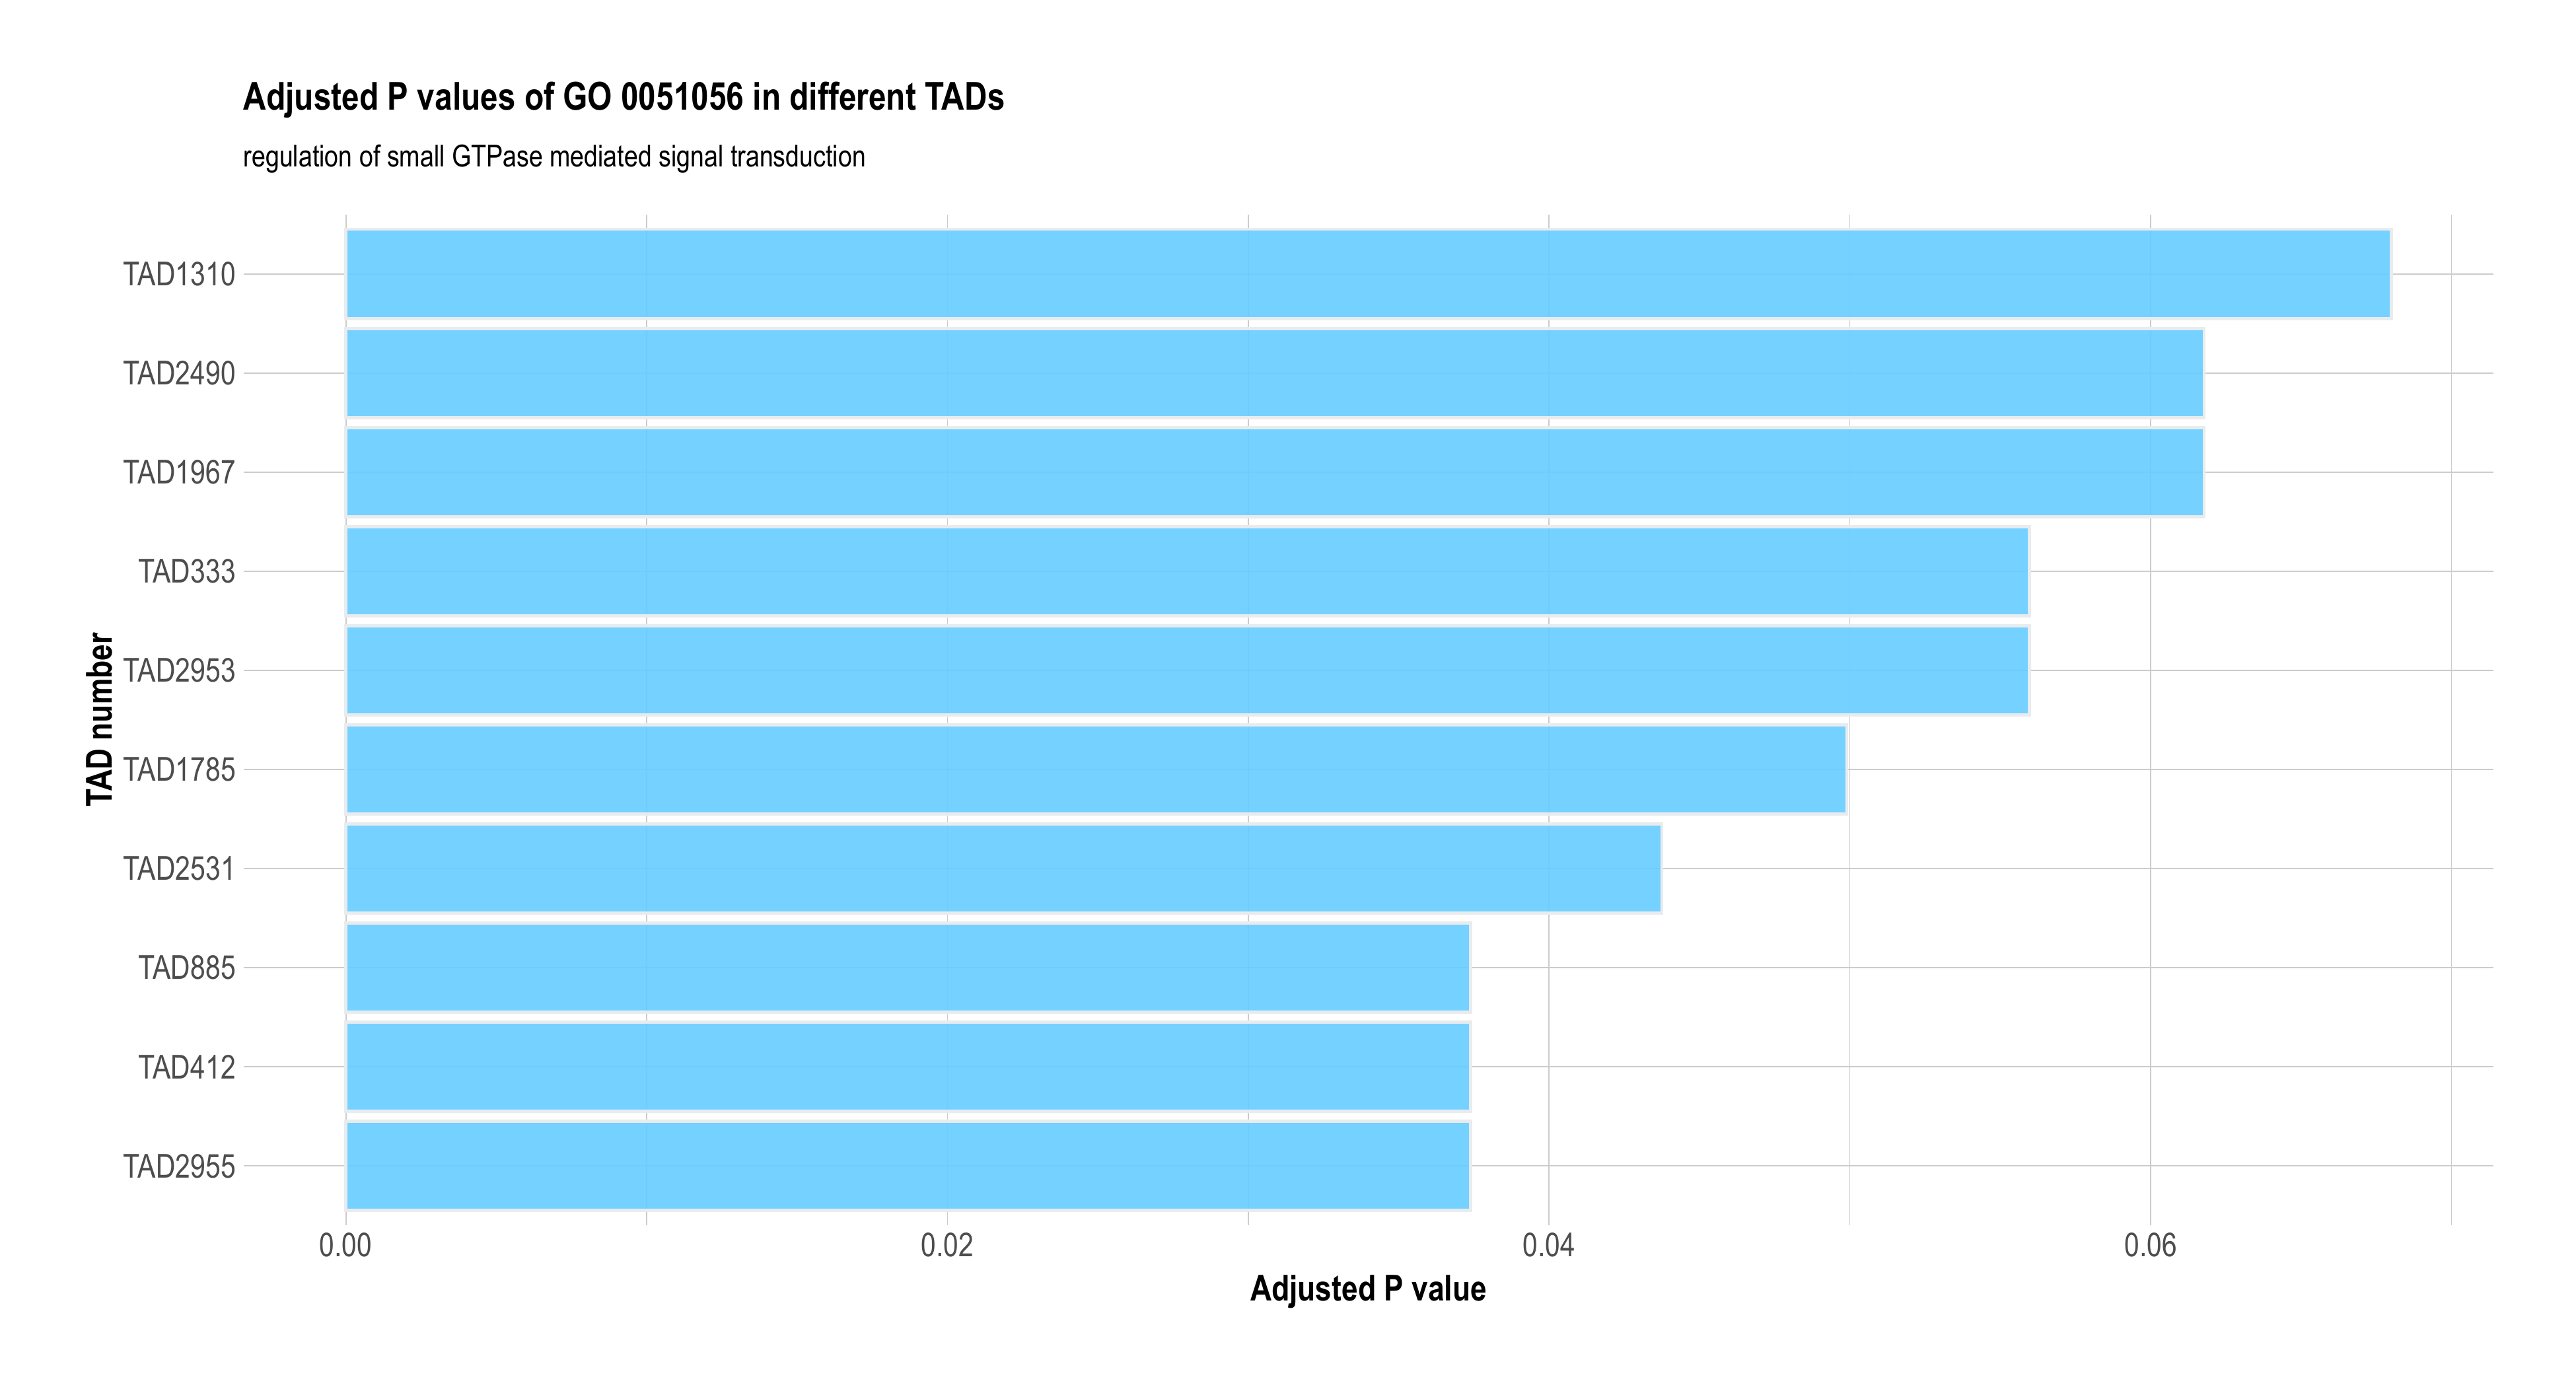 Adjusted P values of GO 0051056 in different TADs
regulation of small GTPase mediated signal transduction
TAD number
TAD1310
TAD2490
TAD1967
TAD333
TAD2953
TAD1785
TAD2531
TAD885
TAD412
TAD2955
0.00 0.02 0.04 0.06
Adjusted P value